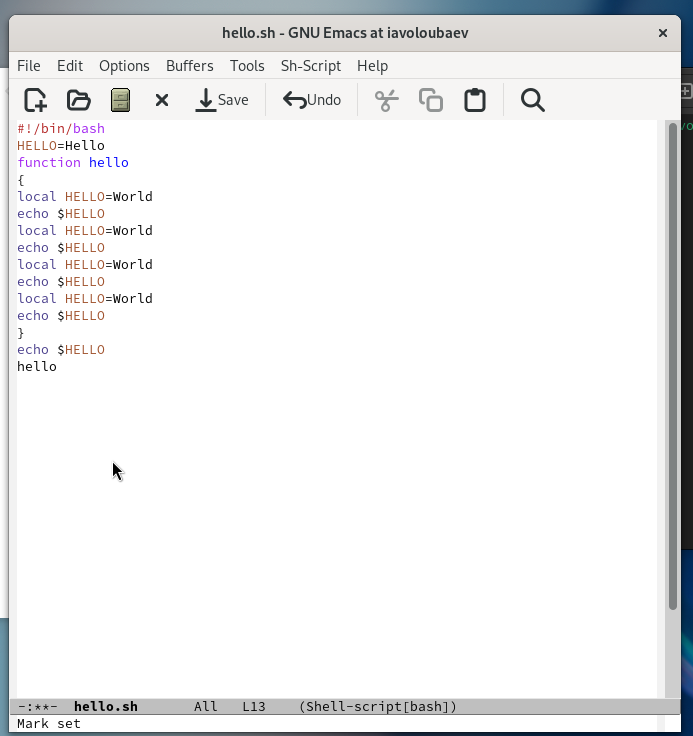 hello.sh - GNU Emacs at iavoloubaev
File Edit Options Buffers Tools Sh-Script Help
Save Undo
#!/bin/bash
HELLO=Hello
function hello
{
local HELLO=World
echo $HELLO
local HELLO=World
echo $HELLO
local HELLO=World
echo $HELLO
local HELLO=World
echo $HELLO
}
echo $HELLO
hello
-:**- hello.sh All L13 (Shell-script[bash])
Mark set